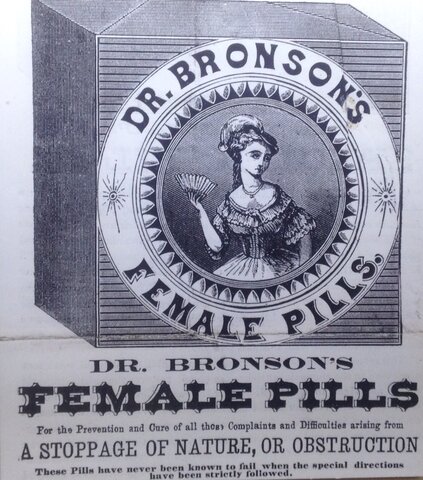 DR. BRONSON'S
FEMALE PILLS.
DR. BRONSON'S
FEMALE PILLS
For the Prevention and Cure of all those Complaints and Difficulties arising from
A STOPPAGE OF NATURE, OR OBSTRUCTION
These Pills have never been known to fail when the special directions
have been strictly followed.